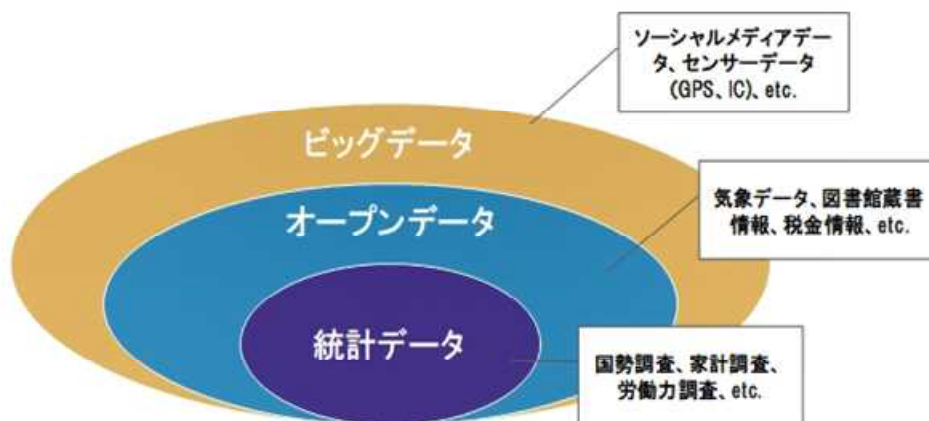 ソーシャルメディアデー
タ、センサーデータ
(GPS、IC)、etc.
ビッグデータ
気象データ、図書館蔵書
情報、税金情報、etc.
オープンデータ
統計データ
国勢調査、家計調査、
労働力調査、etc.